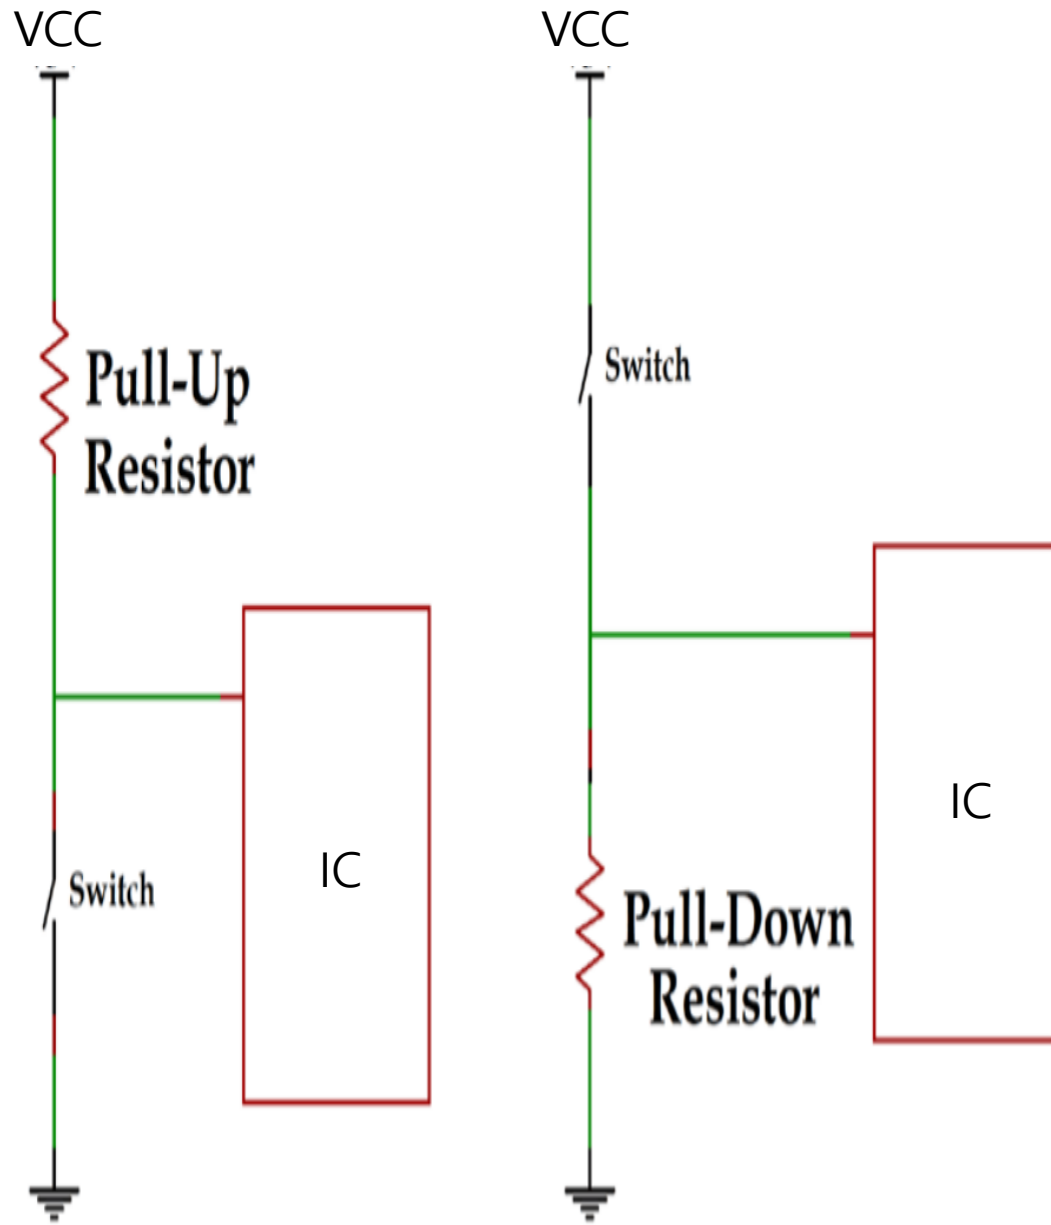 VCC
Pull-Up
Resistor
Switch
IC
VCC
Switch
IC
Pull-Down
Resistor